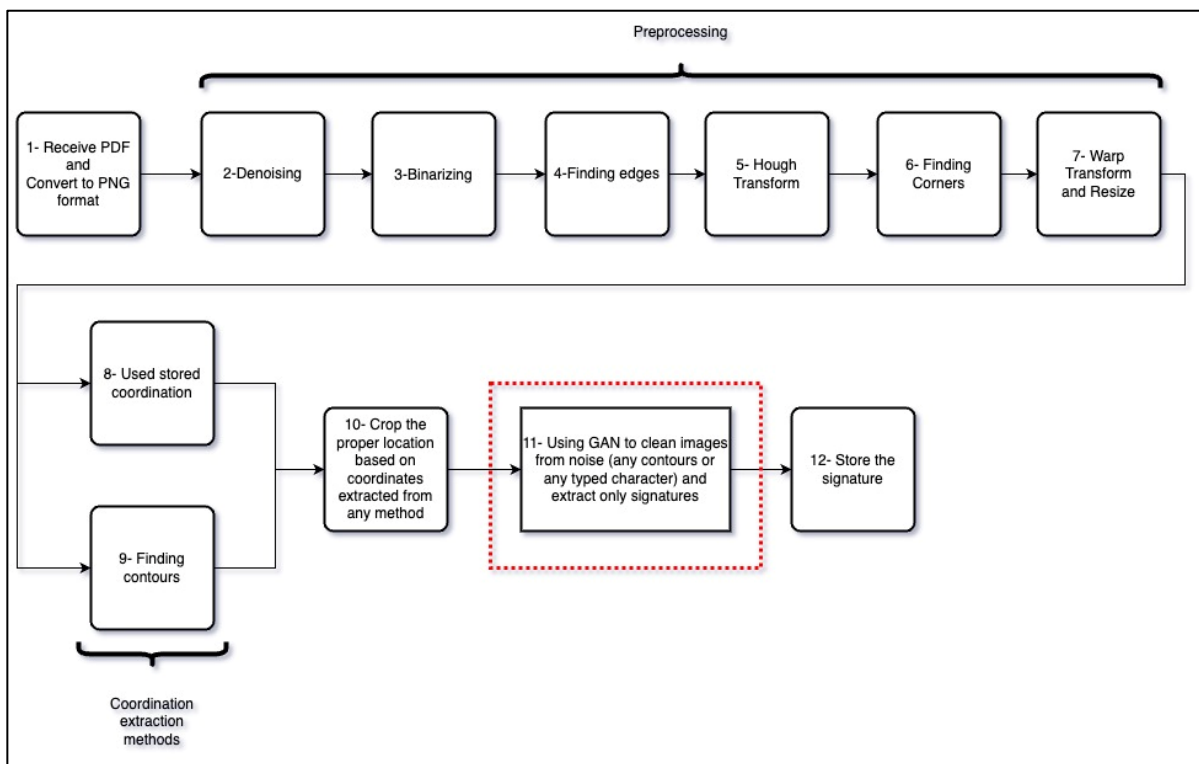 Preprocessing
1- Receive PDF
and
Convert to PNG
format
2-Denoising
3-Binarizing
4-Finding edges
5- Hough
Transform
6- Finding
Corners
7- Warp
Transform
and Resize
8- Used stored
coordination
9- Finding
contours
10- Crop the
proper location
based on
coordinates
extracted from
any method
11- Using GAN to clean images
from noise (any contours or
any typed character) and
extract only signatures
12- Store the
signature
Coordination
extraction
methods